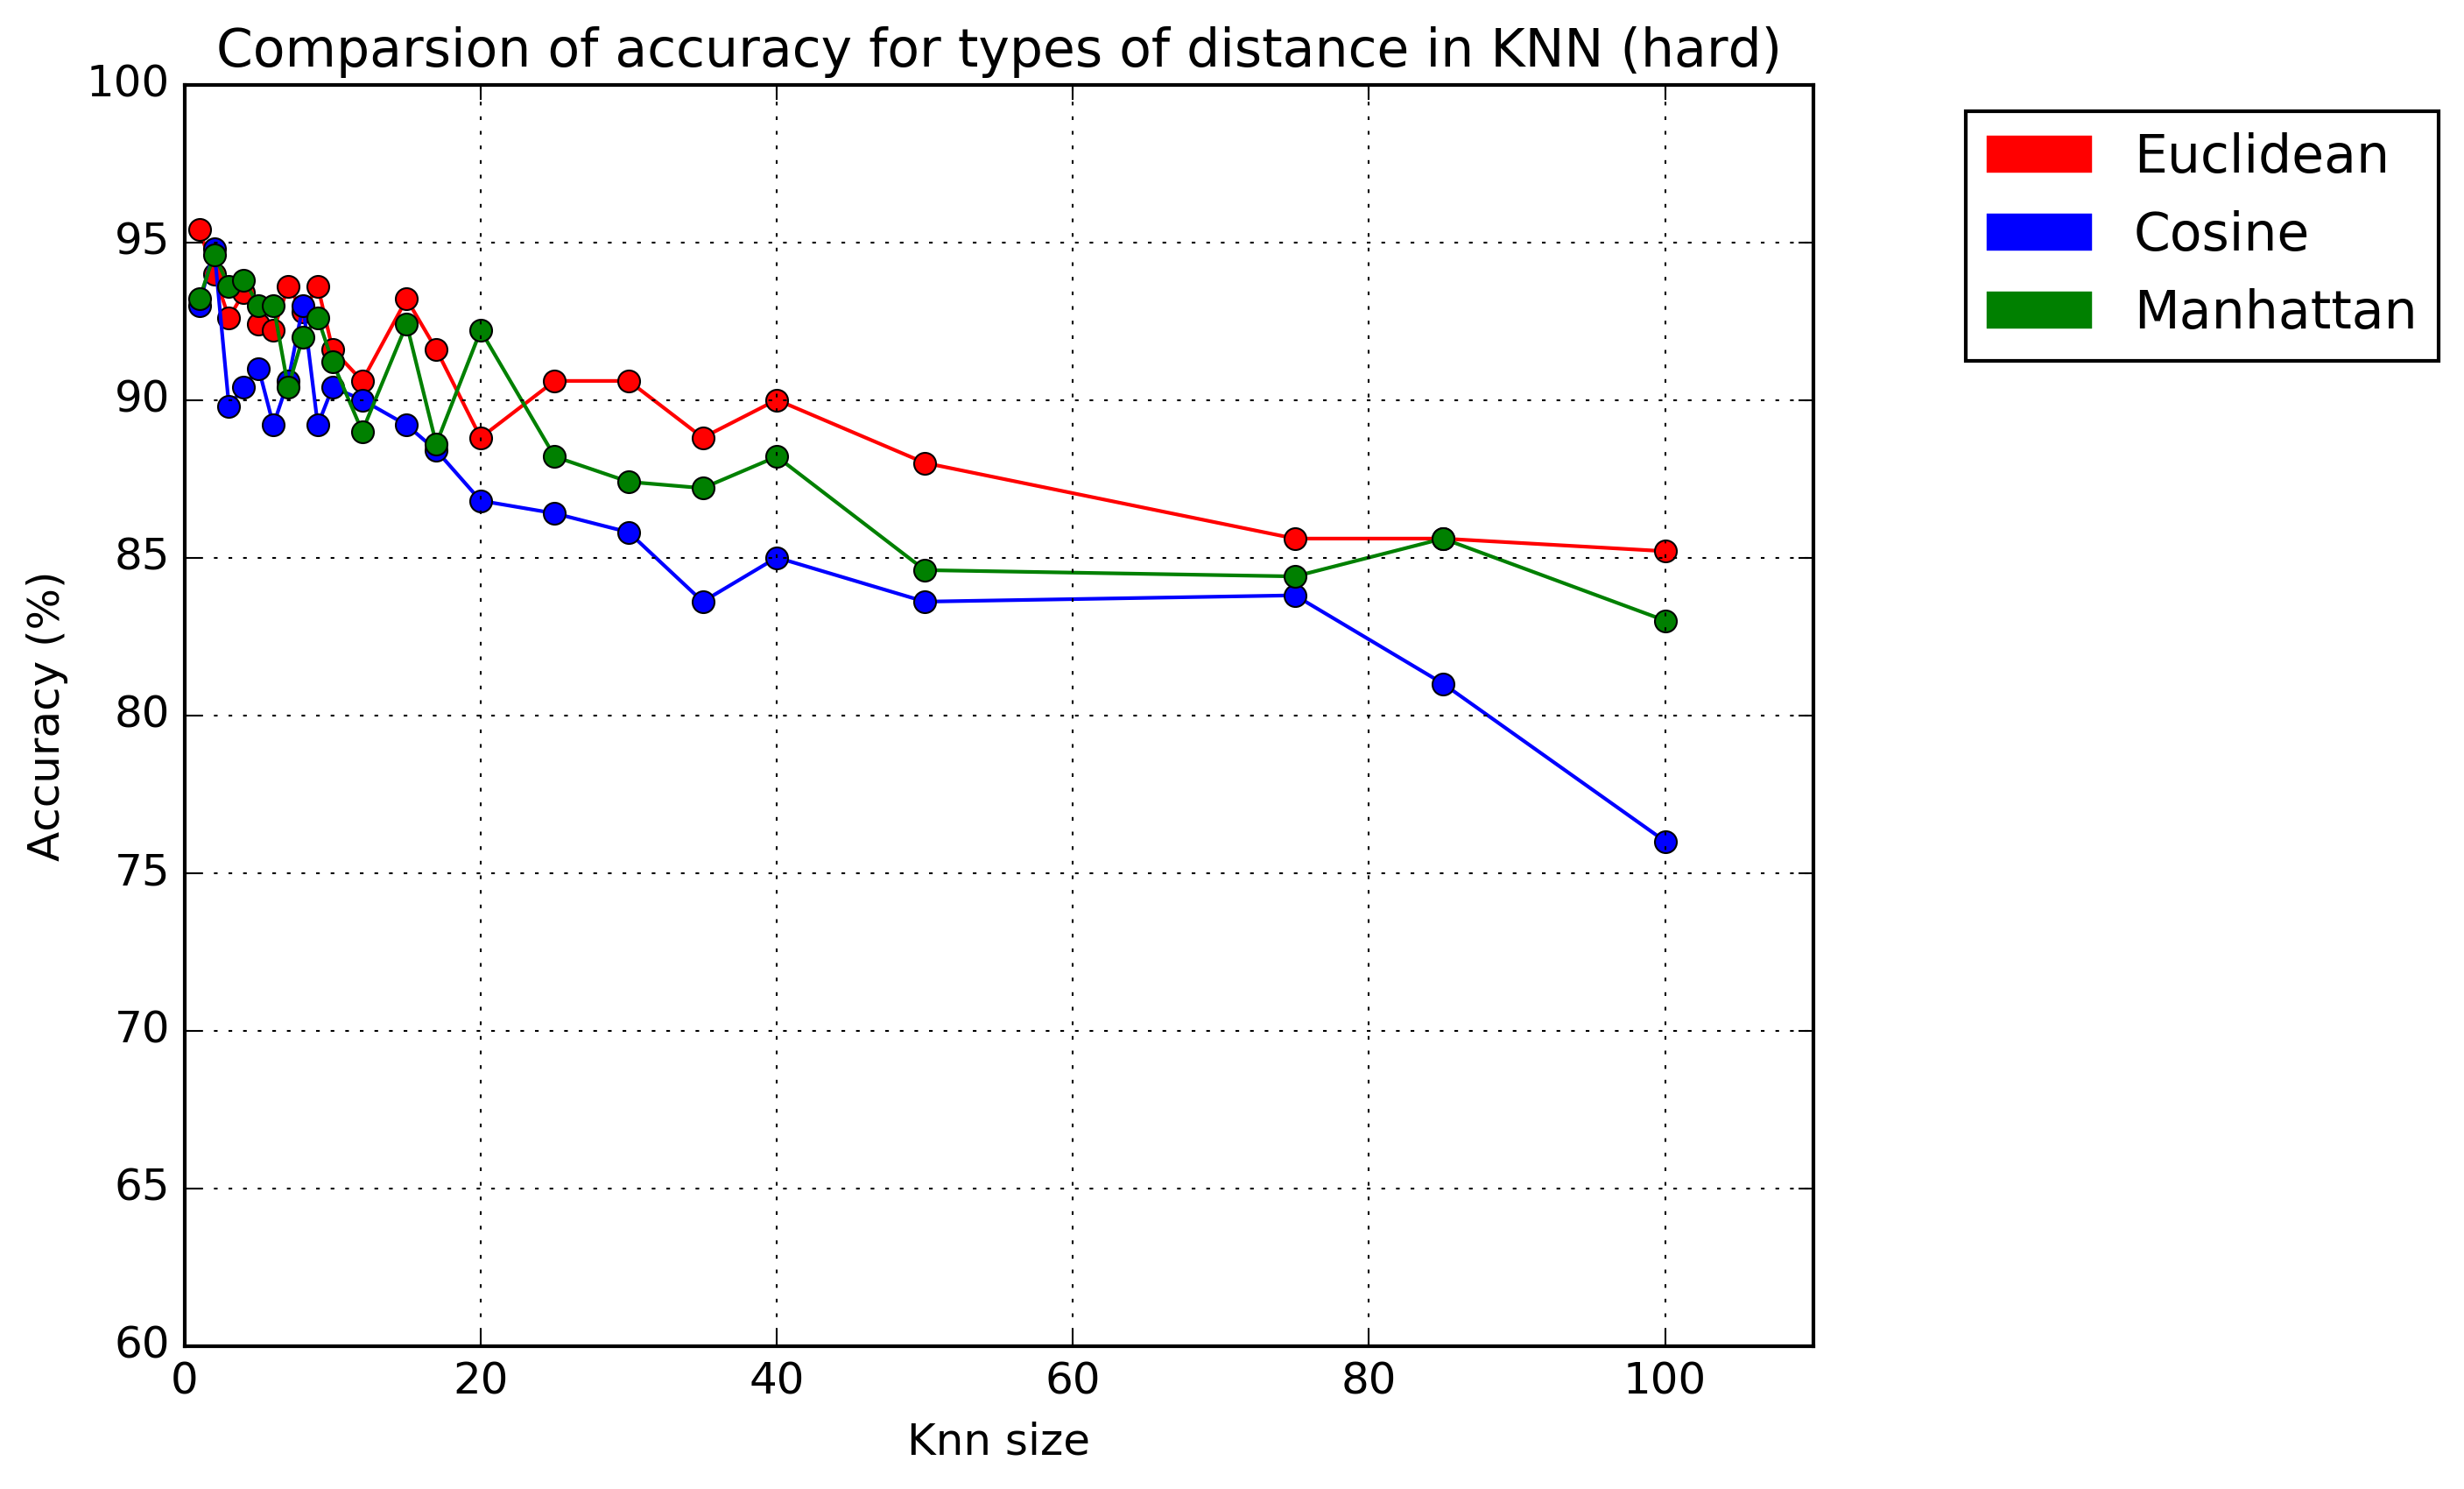 Comparsion of accuracy for types of distance in KNN (hard)
100
95
90
85
80
75
70
65
60
Accuracy (%)
0 20 40 60 80 100
Knn size
Euclidean
Cosine
Manhattan